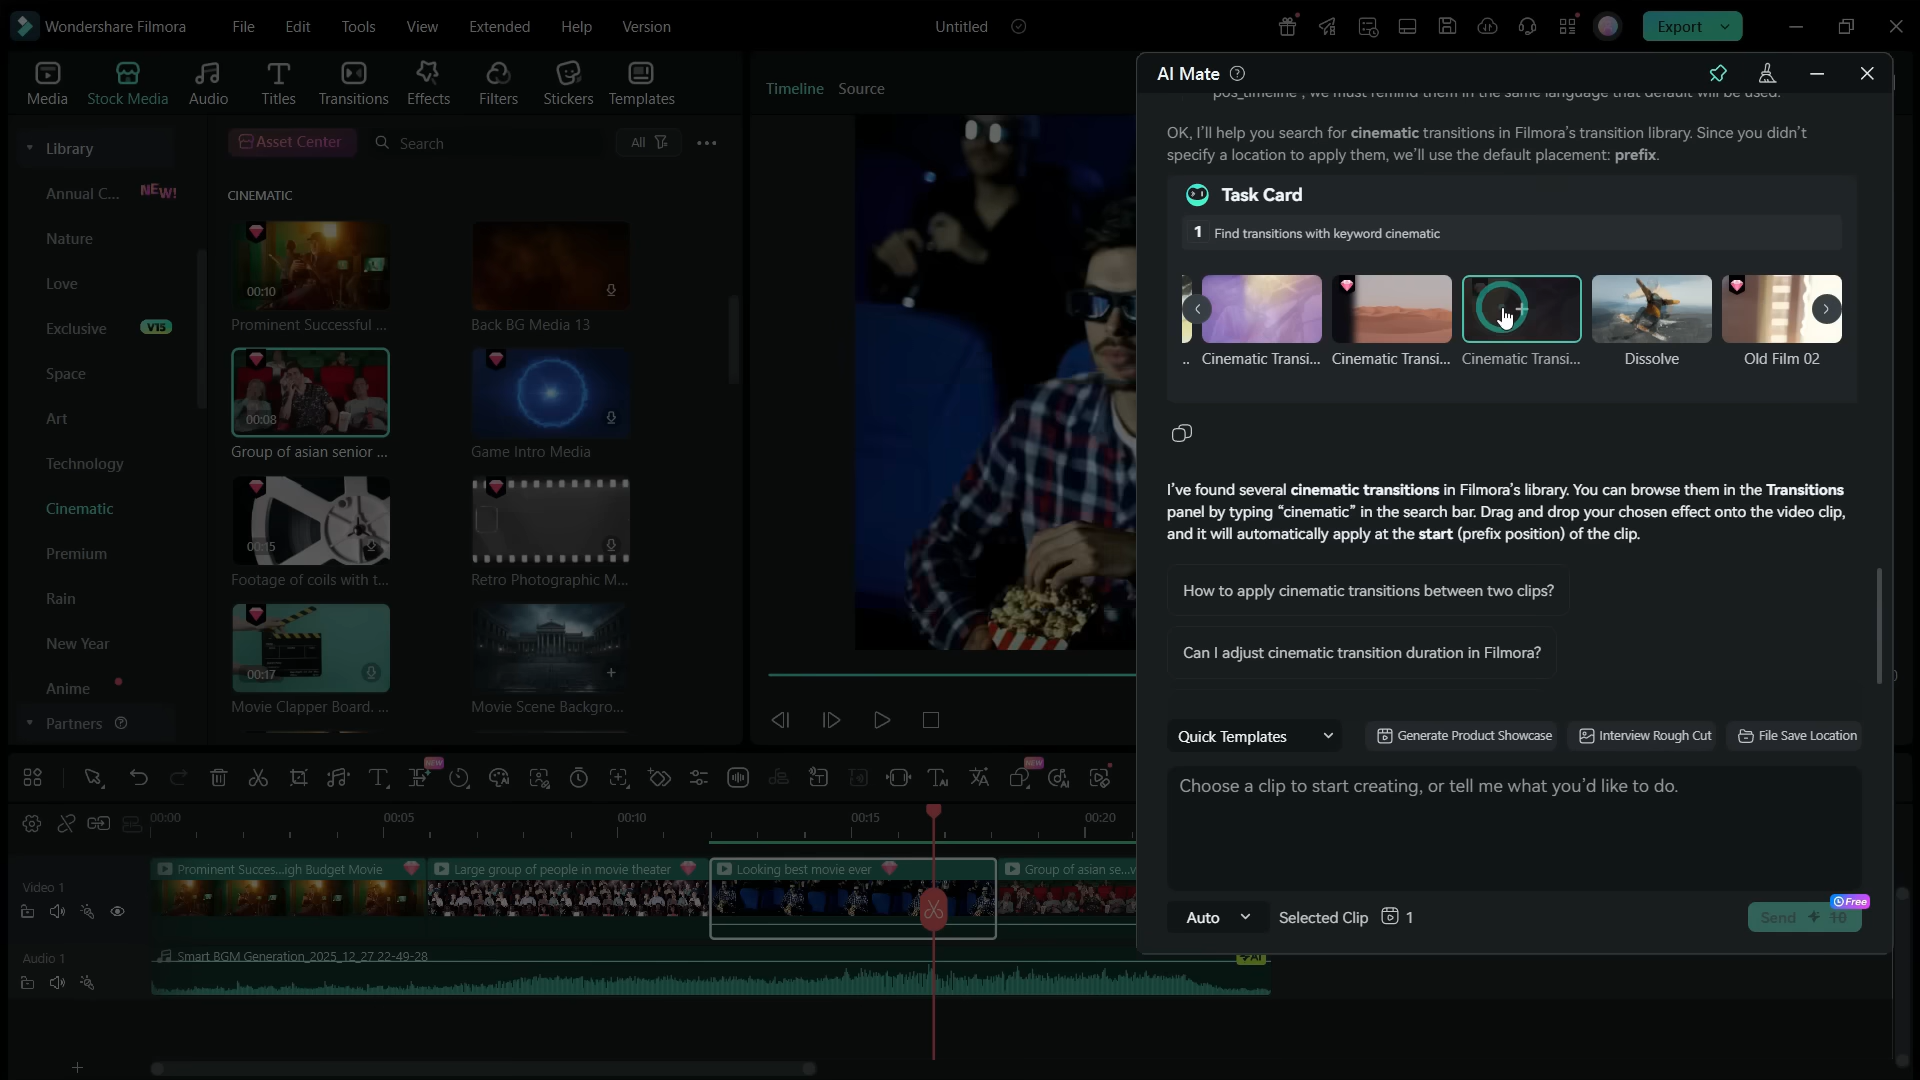 Wondershare Filmora
File
Edit
Tools
View
Extended
Help
Version
Untitled
Export
Media
Stock Media
Audio
Titles
Transitions
Effects
Filters
Stickers
Templates
Library
Annual C... NEW!
Nature
Love
Exclusive V15
Space
Art
Technology
Cinematic
Premium
Rain
New Year
Anime
Partners
Asset Center
Search
All
CINEMATIC
00:10
Prominent Successful ...
Back BG Media 13
00:08
Group of asian senior ...
Game Intro Media
00:15
Footage of coils with t...
Retro Photographic M...
00:17
Movie Clapper Board. ...
Movie Scene Backgro...
Timeline
Source
AI Mate
pos_timeline, we must remind them in the same language that default will be used.
OK, I'll help you search for cinematic transitions in Filmora's transition library. Since you didn't
specify a location to apply them, we'll use the default placement: prefix.
Task Card
1 Find transitions with keyword cinematic
..
Cinematic Transi...
Cinematic Transi...
Cinematic Transi...
Dissolve
Old Film 02
I've found several cinematic transitions in Filmora's library. You can browse them in the Transitions
panel by typing “cinematic” in the search bar. Drag and drop your chosen effect onto the video clip,
and it will automatically apply at the start (prefix position) of the clip.
How to apply cinematic transitions between two clips?
Can I adjust cinematic transition duration in Filmora?
Quick Templates
Generate Product Showcase
Interview Rough Cut
File Save Location
Choose a clip to start creating, or tell me what you'd like to do.
Auto
Selected Clip 1
Free
Send 10
NEW
NEW
00:00
00:05
00:10
00:15
00:20
Video 1
Prominent Succes...igh Budget Movie
Large group of people in movie theater
Looking best movie ever
Group of asian se...v
Audio 1
Smart BGM Generation_2025_12_27 22-49-28
AI